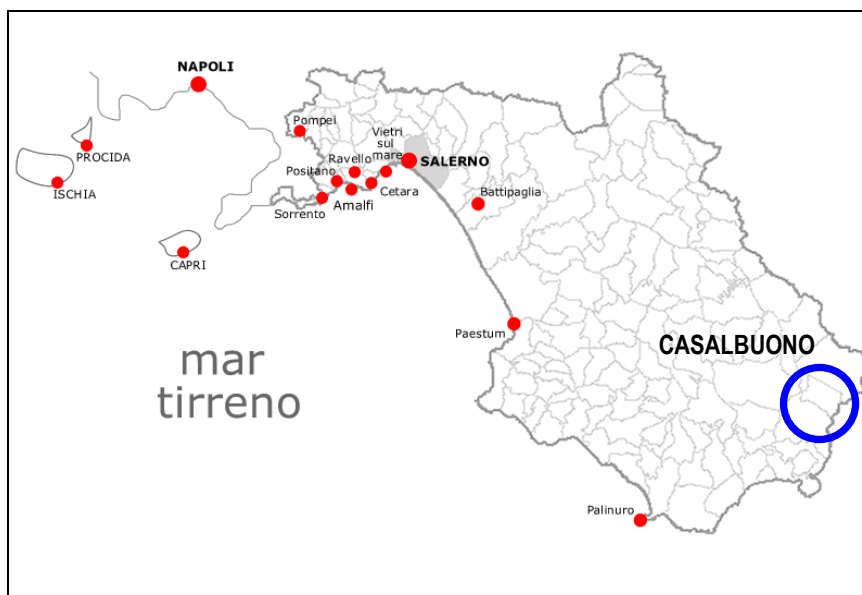 NAPOLI
Pompei
Vietri
sul
mare
PROCIDA
Ravello
SALERNO
Positano
ISCHIA
Cetara
Battipaglia
Sorrento
Amalfi
CAPRI
Paestum
CASALBUONO
mar
tirreno
Palinuro